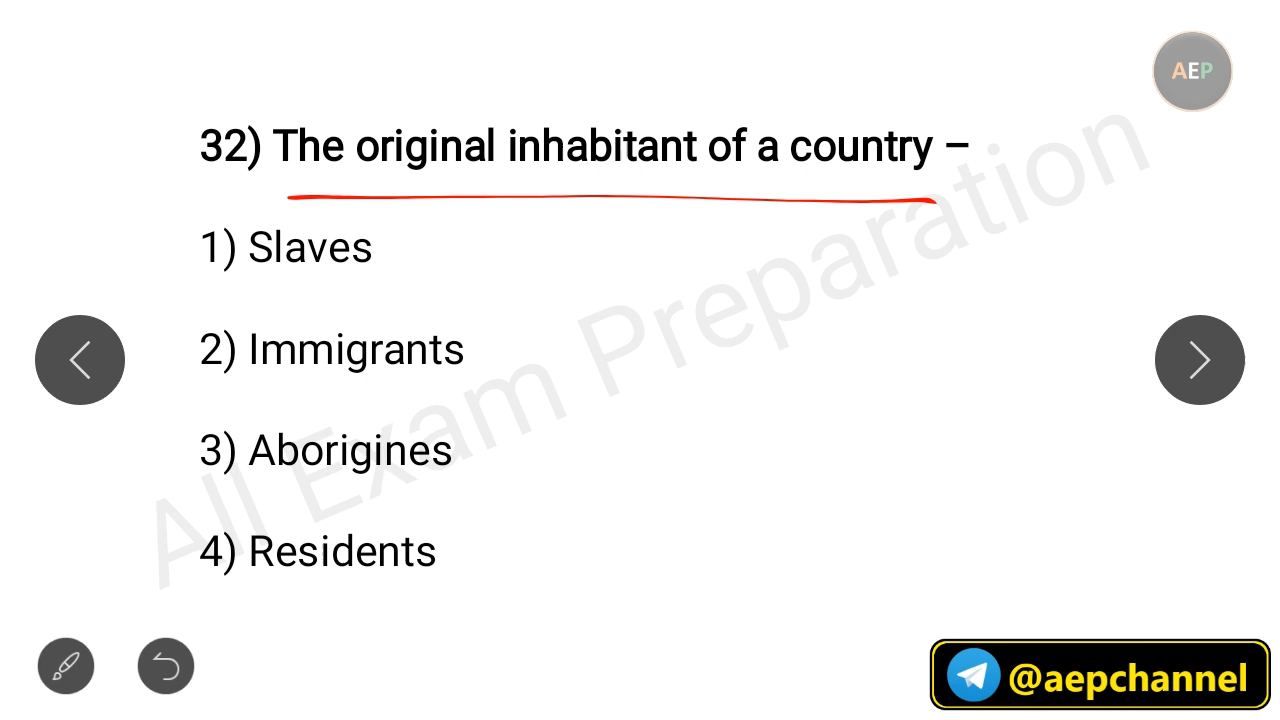 AEP
32) The original inhabitant of a country –
1) Slaves
2) Immigrants
3) Aborigines
4) Residents
All Exam Preparation
@aepchannel